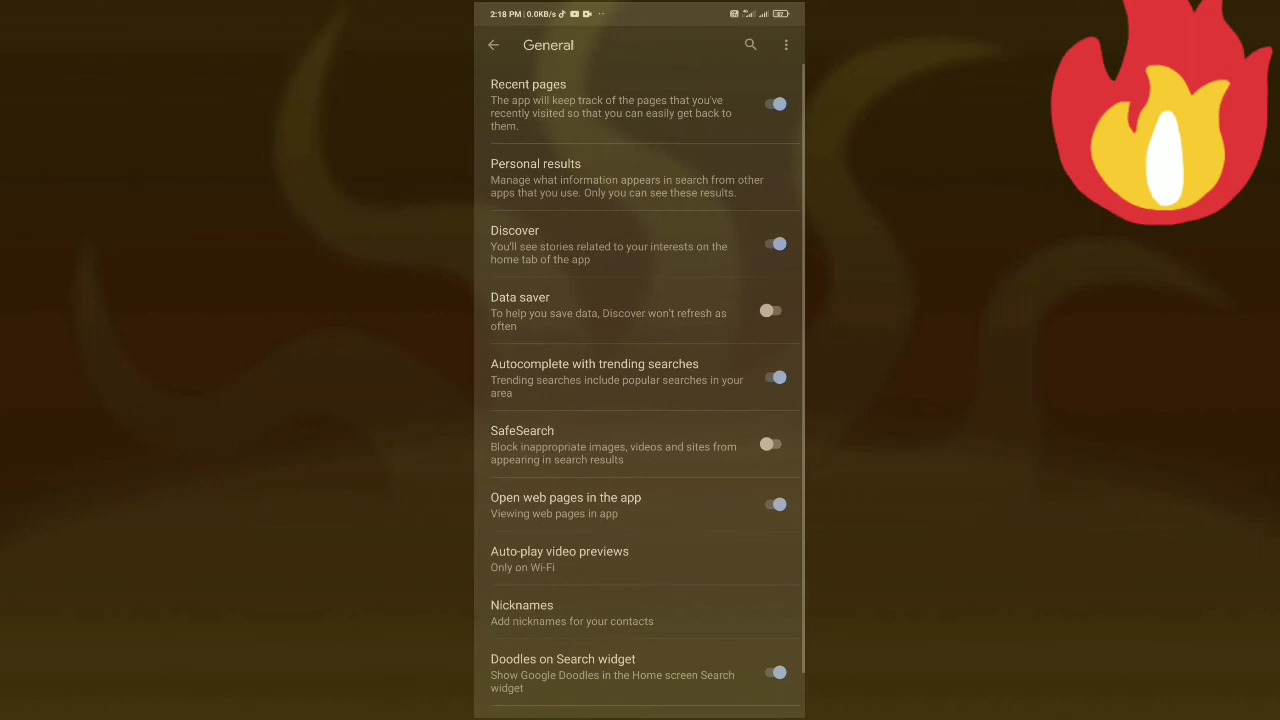 2:18 PM | 0.0KB/s
General
Recent pages
The app will keep track of the pages that you've
recently visited so that you can easily get back to
them.
Personal results
Manage what information appears in search from other
apps that you use. Only you can see these results.
Discover
You'll see stories related to your interests on the
home tab of the app
Data saver
To help you save data, Discover won't refresh as
often
Autocomplete with trending searches
Trending searches include popular searches in your
area
SafeSearch
Block inappropriate images, videos and sites from
appearing in search results
Open web pages in the app
Viewing web pages in app
Auto-play video previews
Only on Wi-Fi
Nicknames
Add nicknames for your contacts
Doodles on Search widget
Show Google Doodles in the Home screen Search
widget